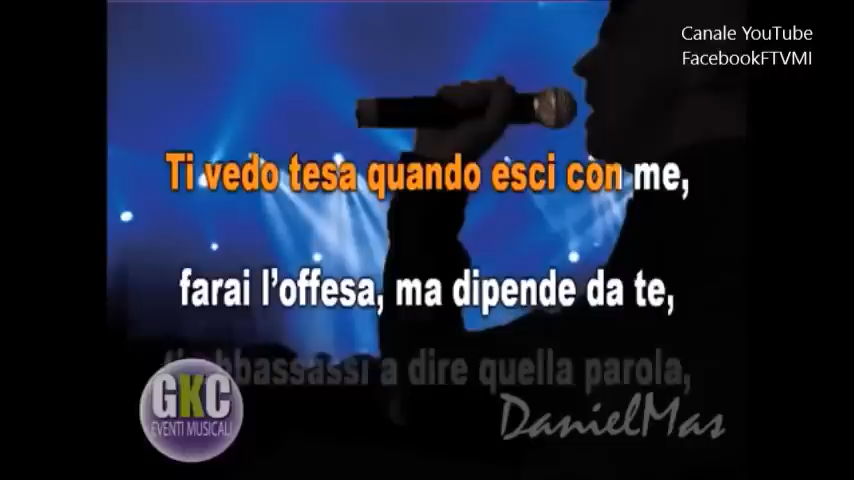 Canale YouTube
FacebookFTVMI
Ti vedo tesa quando esci con me,
farai l'offesa, ma dipende da te,
a dire quella parola,
GKC
EVENTI MUSICALI
DanielMas